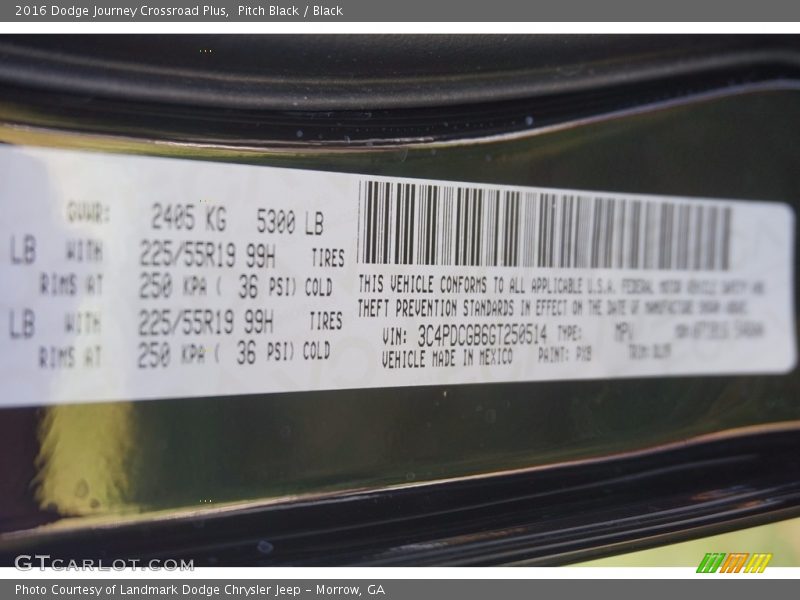 2016 Dodge Journey Crossroad Plus, Pitch Black / Black
GVWR: 2405 KG 5300 LB
LB WITH 225/55R19 99H TIRES
RIMS AT 250 KPA ( 36 PSI) COLD
LB WITH 225/55R19 99H TIRES
RIMS AT 250 KPA ( 36 PSI) COLD
THIS VEHICLE CONFORMS TO ALL APPLICABLE U.S.A. FEDERAL MOTOR VEHICLE SAFETY AND
THEFT PREVENTION STANDARDS IN EFFECT ON THE DATE OF MANUFACTURE SHOWN ABOVE.
VIN: 3C4PDCGB6GT250514 TYPE: MPV
VEHICLE MADE IN MEXICO PAINT: PX8 TRIM:
GTCARLOT.COM
Photo Courtesy of Landmark Dodge Chrysler Jeep – Morrow, GA